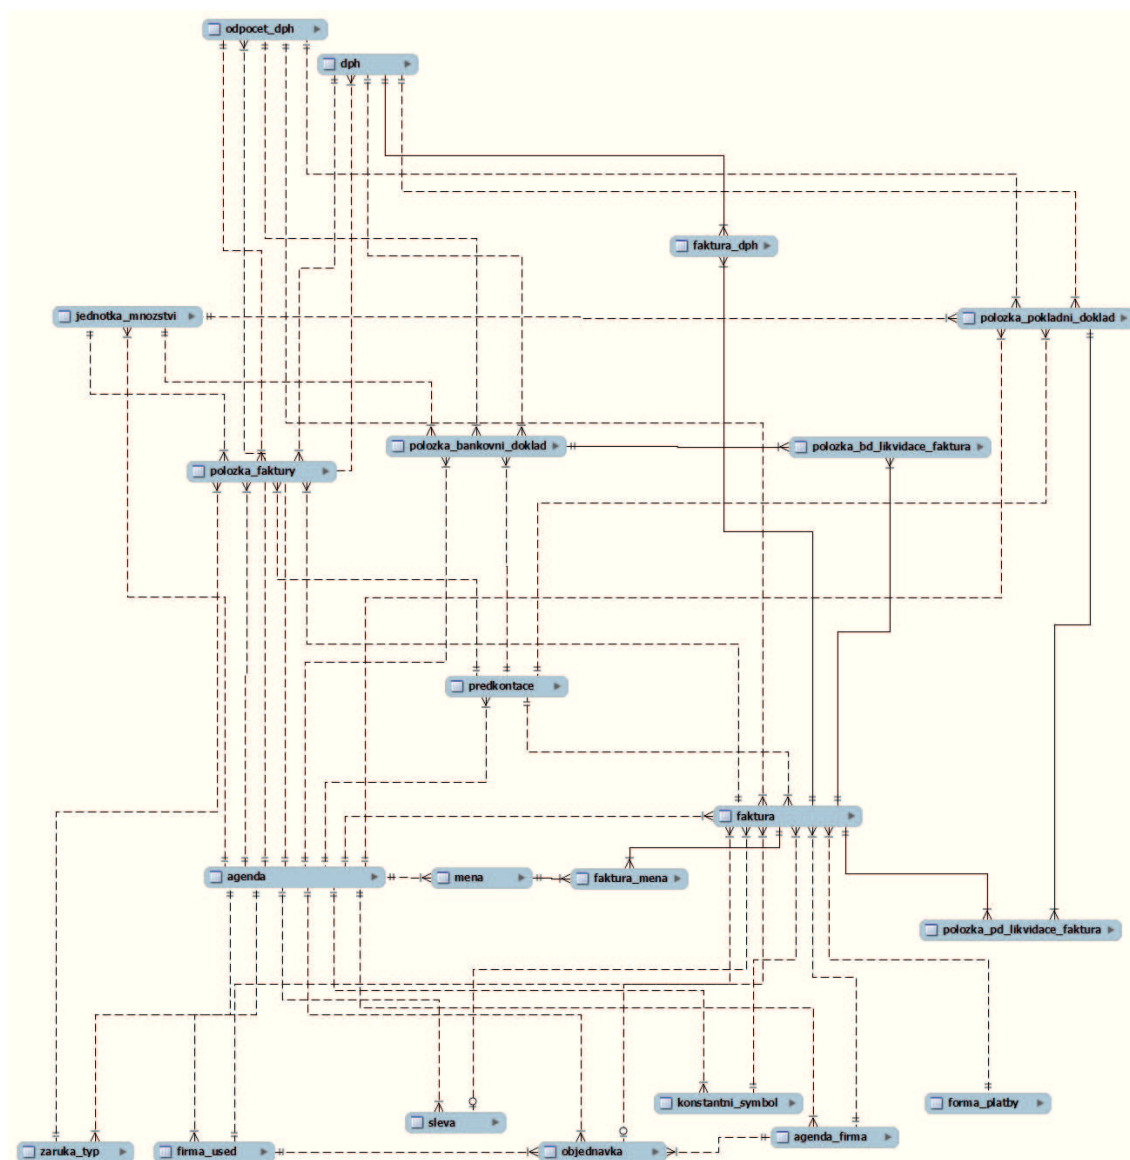 odpocet_dph
dph
faktura_dph
jednotka_mnozstvi
polozka_pokladni_doklad
polozka_bankovni_doklad
polozka_bd_likvidace_faktura
polozka_faktury
predkontace
faktura
agenda
mena
faktura_mena
polozka_pd_likvidace_faktura
konstantni_symbol
forma_platby
sleva
agenda_firma
zaruka_typ
firma_used
objednavka